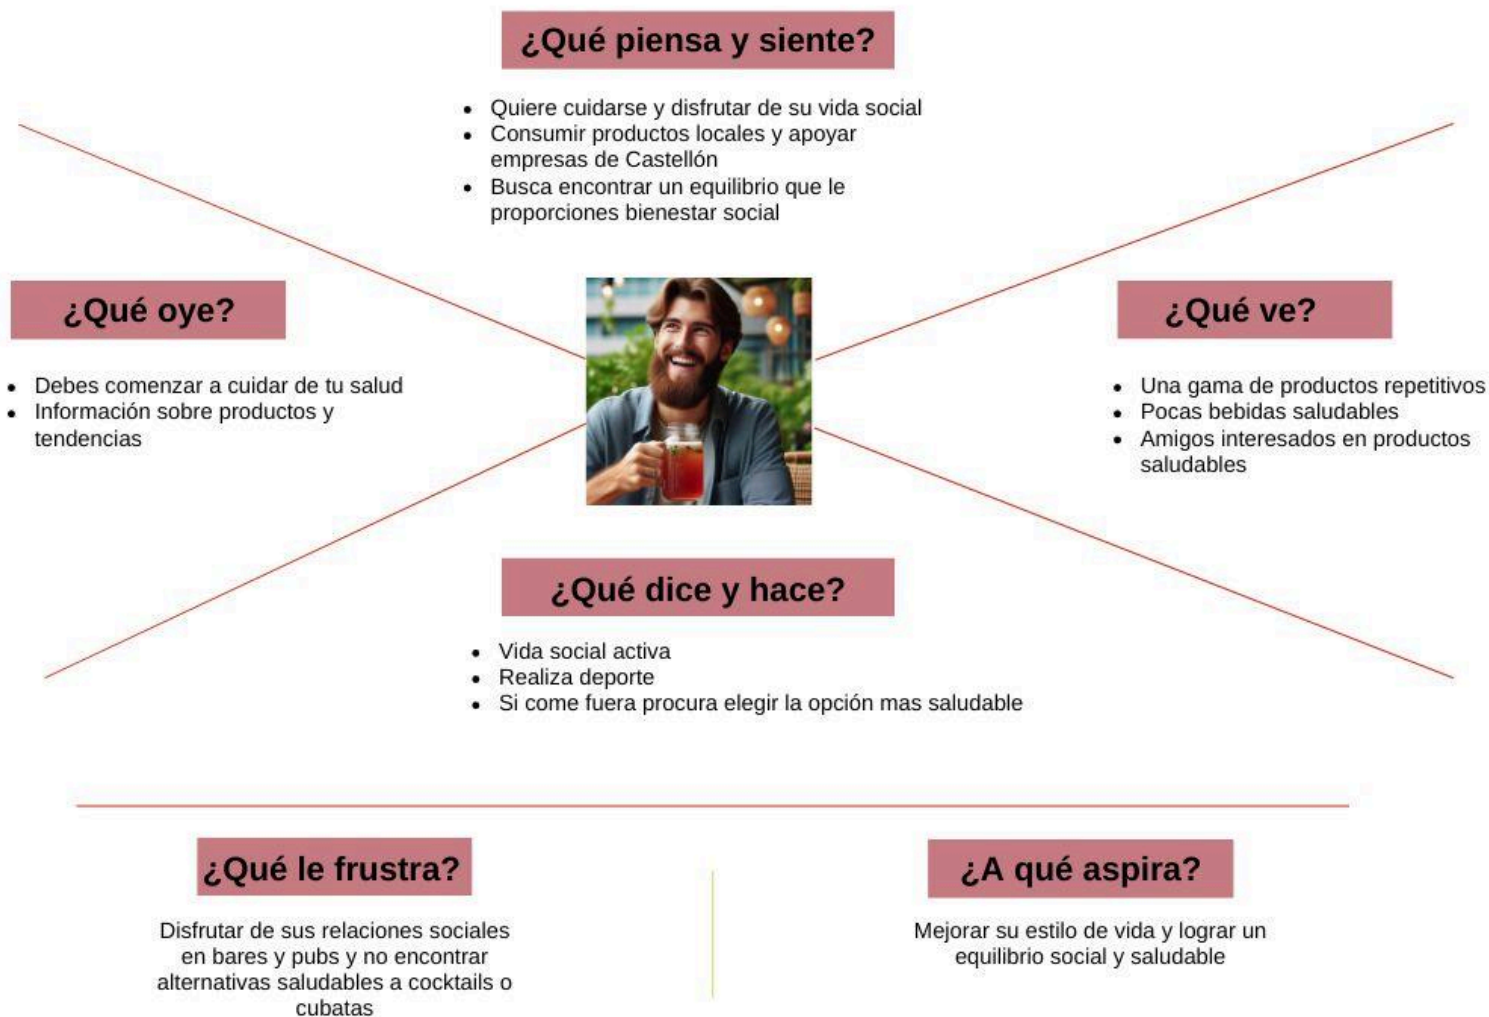 ¿Qué piensa y siente?
• Quiere cuidarse y disfrutar de su vida social
• Consumir productos locales y apoyar
empresas de Castellón
• Busca encontrar un equilibrio que le
proporciones bienestar social
¿Qué oye?
• Debes comenzar a cuidar de tu salud
• Información sobre productos y
tendencias
¿Qué ve?
• Una gama de productos repetitivos
• Pocas bebidas saludables
• Amigos interesados en productos
saludables
¿Qué dice y hace?
• Vida social activa
• Realiza deporte
• Si come fuera procura elegir la opción mas saludable
¿Qué le frustra?
Disfrutar de sus relaciones sociales
en bares y pubs y no encontrar
alternativas saludables a cocktails o
cubatas
¿A qué aspira?
Mejorar su estilo de vida y lograr un
equilibrio social y saludable